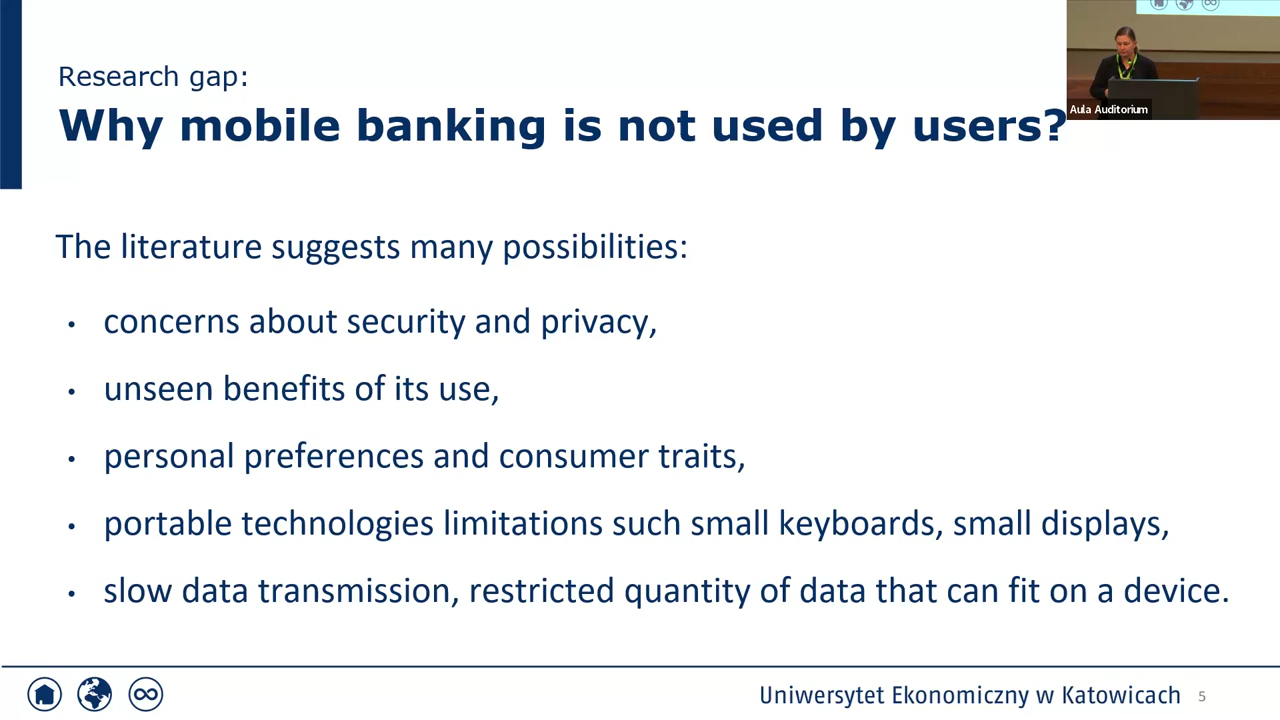 Research gap:
Why mobile banking is not used by users?
Aula Auditorium
The literature suggests many possibilities:
• concerns about security and privacy,
• unseen benefits of its use,
• personal preferences and consumer traits,
• portable technologies limitations such small keyboards, small displays,
• slow data transmission, restricted quantity of data that can fit on a device.
Uniwersytet Ekonomiczny w Katowicach 5